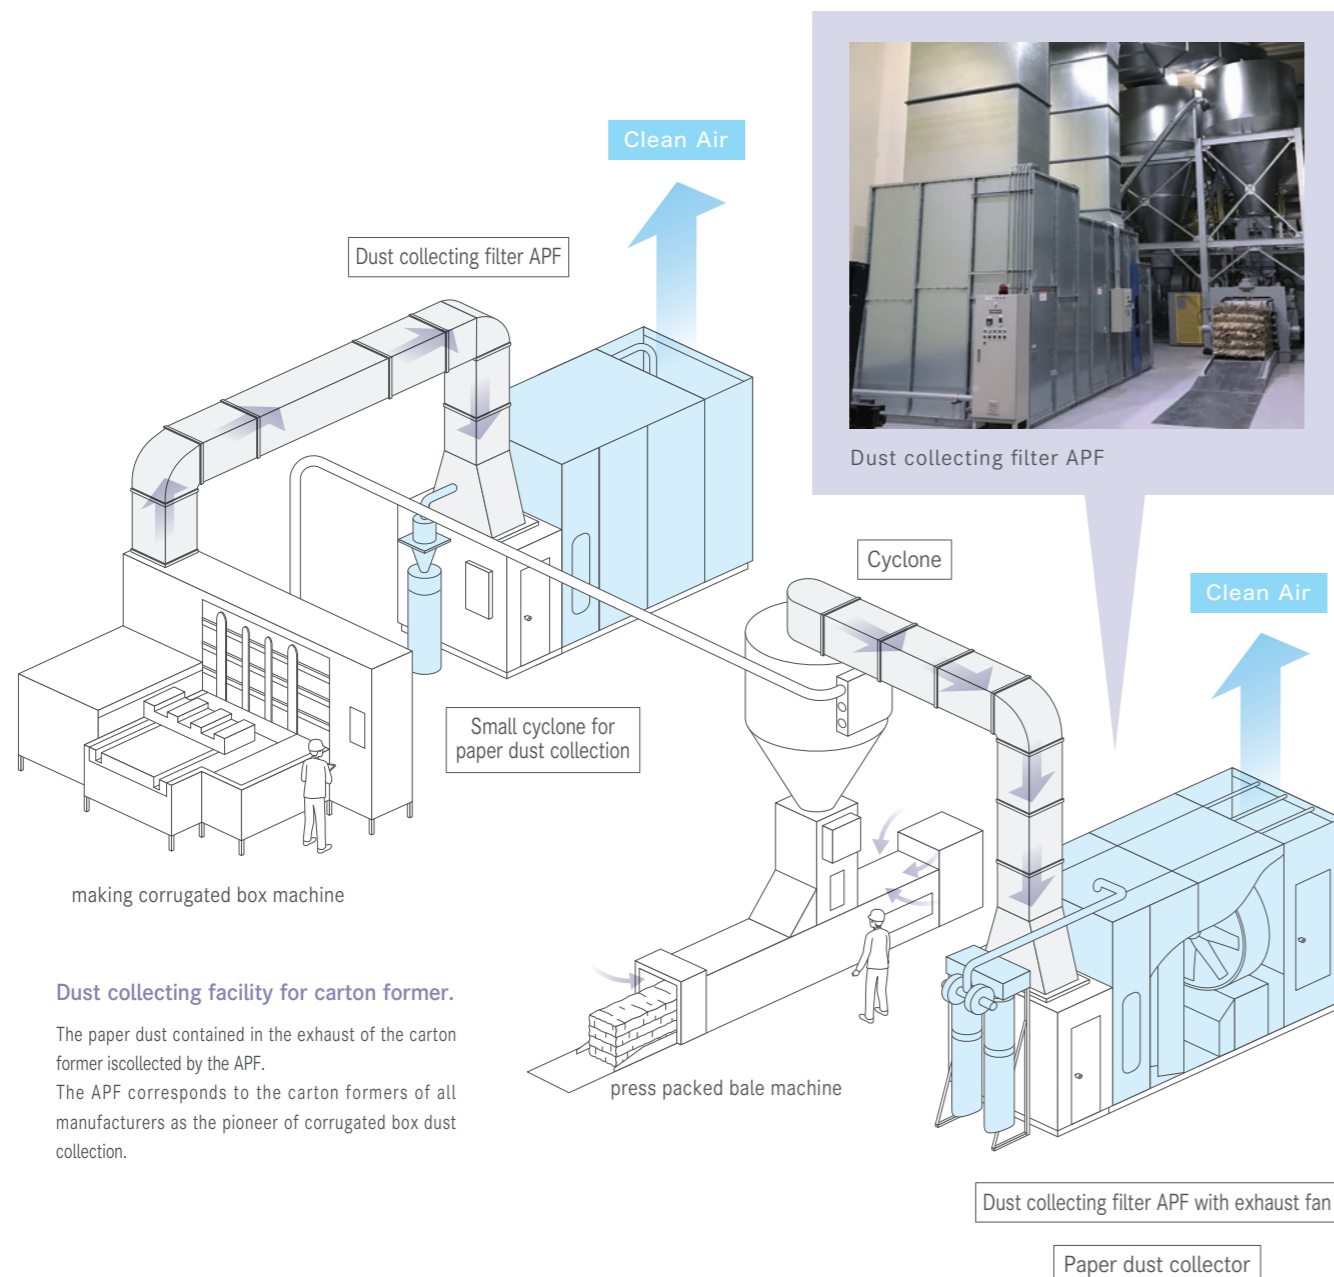 Clean Air
Dust collecting filter APF
Dust collecting filter APF
Cyclone
Clean Air
Small cyclone for
paper dust collection
making corrugated box machine
Dust collecting facility for carton former.
The paper dust contained in the exhaust of the carton
former iscollected by the APF.
The APF corresponds to the carton formers of all
manufacturers as the pioneer of corrugated box dust
collection.
press packed bale machine
Dust collecting filter APF with exhaust fan
Paper dust collector